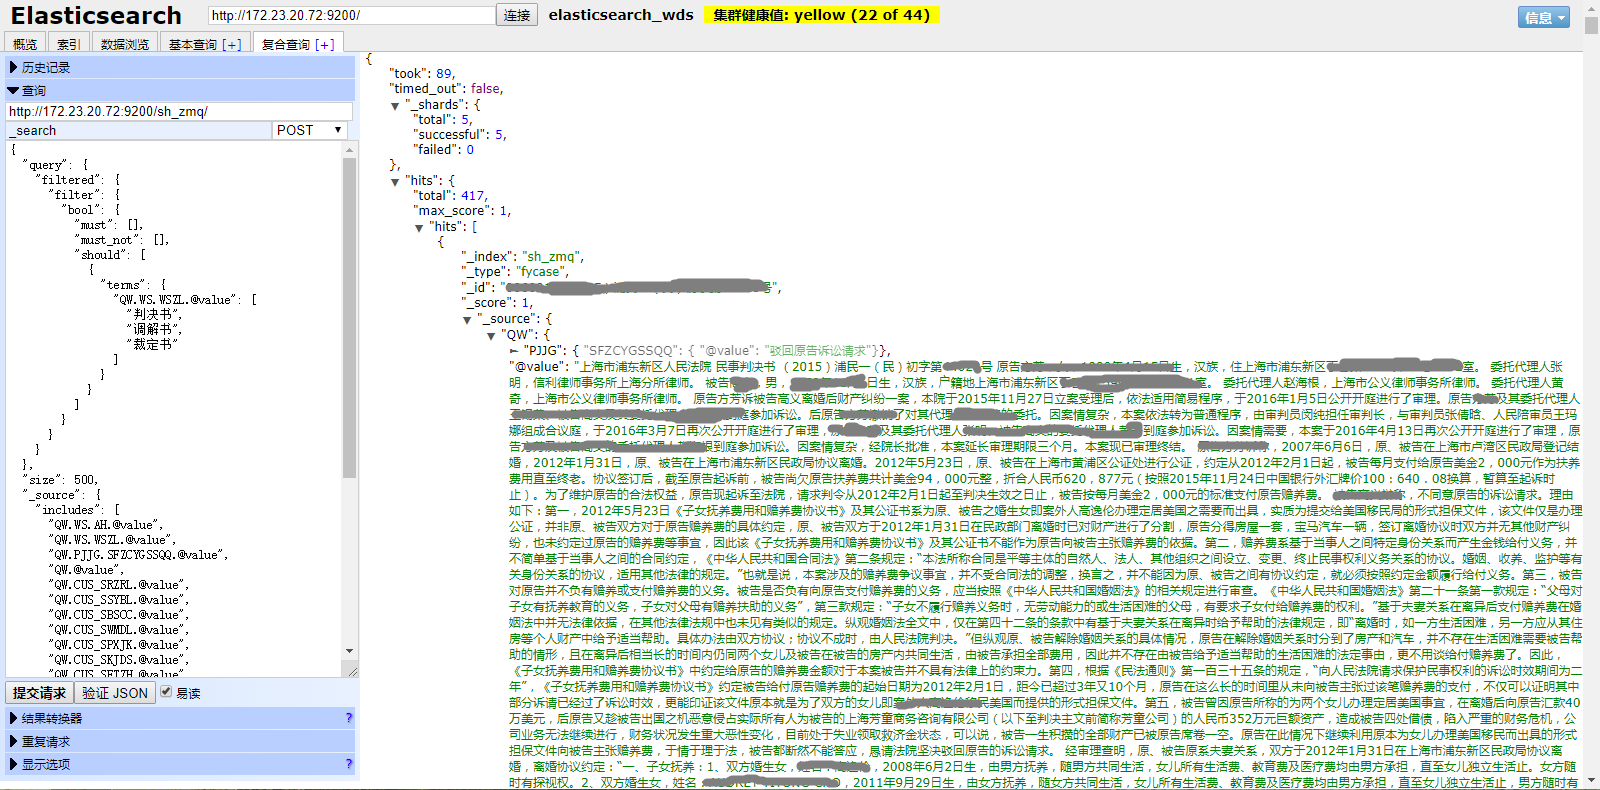 Elasticsearch
http://172.23.20.72:9200/
连接
elasticsearch_wds
集群健康值: yellow (22 of 44)
信息
概览 索引 数据浏览 基本查询 [+] 复合查询 [+]
历史记录
查询
http://172.23.20.72:9200/sh_zmq/
_search
POST
{
"query": {
"filtered": {
"filter": {
"bool": {
"must": [],
"must_not": [],
"should": [
{
"terms": {
"QW.WS.WSZL.@value": [
"判决书",
"调解书",
"裁定书"
]
}
}
]
}
}
}
},
"size": 500,
"_source": {
"includes": [
"QW.WS.AH.@value",
"QW.WS.WSZL.@value",
"QW.PJJG.SFZCYGSSQQ.@value",
"QW.@value",
"QW.CUS_SRZRL.@value",
"QW.CUS_SSYBL.@value",
"QW.CUS_SBSCC.@value",
"QW.CUS_SWMDL.@value",
"QW.CUS_SPXJK.@value",
"QW.CUS_SKJDS.@value",
提交请求 验证 JSON 易读
结果转换器 ?
重复请求
显示选项 ?
{
"took": 89,
"timed_out": false,
"_shards": {
"total": 5,
"successful": 5,
"failed": 0
},
"hits": {
"total": 417,
"max_score": 1,
"hits": [
{
"_index": "sh_zmq",
"_type": "fycase",
"_id": "号",
"_score": 1,
"_source": {
"QW": {
"PJJG": { "SFZCYGSSQQ": { "@value": "驳回原告诉讼请求"}},
"@value": "上海市浦东新区人民法院 民事判决书 （2015）浦民一（民）初字第 号 原告 生，汉族，住上海市浦东新区 室。 委托代理人张
明，信利律师事务所上海分所律师。 被告 ，男， 日生，汉族，户籍地上海市浦东新区 室。 委托代理人赵海根，上海市公义律师事务所律师。 委托代理人黄
奇，上海市公义律师事务所律师。 原告方芳诉被告高义离婚后财产纠纷一案，本院于2015年11月27日立案受理后，依法适用简易程序，于2016年1月5日公开开庭进行了审理。原告 及其委托代理人
庭参加诉讼。后原告 了对其代理 的委托。因案情复杂，本案依法转为普通程序，由审判员闵纯担任审判长，与审判员张倩晗、人民陪审员王玛
娜组成合议庭，于2016年3月7日再次公开开庭进行了审理， 及其委托代理人 到庭参加诉讼。因案情需要，本案于2016年4月13日再次公开开庭进行了审理，原
告 根到庭参加诉讼。因案情复杂，经院长批准，本案延长审理期限三个月。本案现已审理终结。 ，2007年6月6日，原、被告在上海市卢湾区民政局登记结
婚，2012年1月31日，原、被告在上海市浦东新区民政局协议离婚。2012年5月23日，原、被告在上海市黄浦区公证处进行公证，约定从2012年2月1日起，被告每月支付给原告美金2，000元作为扶养
费用直至终老。协议签订后，截至原告起诉前，被告尚欠原告扶养费共计美金94，000元整，折合人民币620，877元（按照2015年11月24日中国银行外汇牌价100：640．08换算，暂算至起诉时
止）。为了维护原告的合法权益，原告现起诉至法院，请求判令从2012年2月1日起至判决生效之日止，被告按每月美金2，000元的标准支付原告赡养费。 ，不同意原告的诉讼请求。理由
如下：第一，2012年5月23日《子女抚养费用和赡养费协议书》及其公证书系为原、被告之婚生女即案外人高逸伦办理定居美国之需要而出具，实质为提交给美国移民局的形式担保文件，该文件仅是办理
公证，并非原、被告双方对于原告赡养费的具体约定，原、被告双方于2012年1月31日在民政部门离婚时已对财产进行了分割，原告分得房屋一套，宝马汽车一辆，签订离婚协议时双方并无其他财产纠
纷，也未约定过原告的赡养费等事宜，因此该《子女抚养费用和赡养费协议书》及其公证书不能作为原告向被告主张赡养费的依据。第二，赡养费系基于当事人之间特定身份关系而产生金钱给付义务，并
不简单基于当事人之间的合同约定，《中华人民共和国合同法》第二条规定："本法所称合同是平等主体的自然人、法人、其他组织之间设立、变更、终止民事权利义务关系的协议。婚姻、收养、监护等有
关身份关系的协议，适用其他法律的规定。"也就是说，本案涉及的赡养费争议事宜，并不受合同法的调整，换言之，并不能因为原、被告之间有协议约定，就必须按照约定金额履行给付义务。第三，被告
对原告并不负有赡养或支付赡养费的义务。被告是否负有向原告支付赡养费的义务，应当按照《中华人民共和国婚姻法》的相关规定进行审查。《中华人民共和国婚姻法》第二十一条第一款规定："父母对
子女有抚养教育的义务，子女对父母有赡养扶助的义务"，第三款规定："子女不履行赡养义务时，无劳动能力的或生活困难的父母，有要求子女付给赡养费的权利。"基于夫妻关系在离异后支付赡养费在婚
姻法中并无法律依据，在其他法律法规中也未见有类似的规定。纵观婚姻法全文中，仅在第四十二条的条款中有基于夫妻关系在离异时给予帮助的法律规定，即"离婚时，如一方生活困难，另一方应从其住
房等个人财产中给予适当帮助。具体办法由双方协议；协议不成时，由人民法院判决。"但纵观原、被告解除婚姻关系的具体情况，原告在解除婚姻关系时分到了房产和汽车，并不存在生活困难需要被告帮
助的情形，且在离异后相当长的时间内仍同两个女儿及被告在被告的房产内共同生活，由被告承担全部费用，因此并不存在由被告给予适当帮助的生活困难的法定事由，更不用谈给付赡养费了。因此，
《子女抚养费用和赡养费协议书》中约定给原告的赡养费金额对于本案被告并不具有法律上的约束力。第四，根据《民法通则》第一百三十五条的规定，"向人民法院请求保护民事权利的诉讼时效期间为二
年"，《子女抚养费用和赡养费协议书》约定被告给付原告赡养费的起始日期为2012年2月1日，距今已超过3年又10个月，原告在这么长的时间里从未向被告主张过该笔赡养费的支付，不仅可以证明其中
部分诉请已经过了诉讼时效，更能印证该文件原本就是为了双方的女儿即案 民美国而提供的形式担保文件。第五，被告曾因原告所称的为两个女儿办理定居美国事宜，在离婚后向原告汇款40
万美元，后原告又趁被告出国之机恶意侵占实际所有人为被告的上海芳童商务咨询有限公司（以下至判决主文前简称芳童公司）的人民币352万元巨额资产，造成被告四处借债，陷入严重的财务危机，公
司业务无法继续进行，财务状况发生重大恶性变化，目前处于失业领取救济金状态，可以说，被告一生积攒的全部财产已被原告席卷一空。原告在此情况下继续利用原本为女儿办理美国移民而出具的形式
担保文件向被告主张赡养费，于情于理于法，被告都断然不能答应，恳请法院坚决驳回原告的诉讼请求。 经审理查明，原、被告原系夫妻关系，双方于2012年1月31日在上海市浦东新区民政局协议离
婚，离婚协议约定："一、子女抚养：1、双方婚生女， ，2008年6月2日生，由男方抚养，随男方共同生活，女儿所有生活费、教育费及医疗费均由男方承担，直至女儿独立生活止。女方随
时有探视权。2、双方婚生女，姓名 ，2011年9月29日生，由女方抚养，随女方共同生活，女儿所有生活费、教育费及医疗费均由男方承担，直至女儿独立生活止，男方随时有